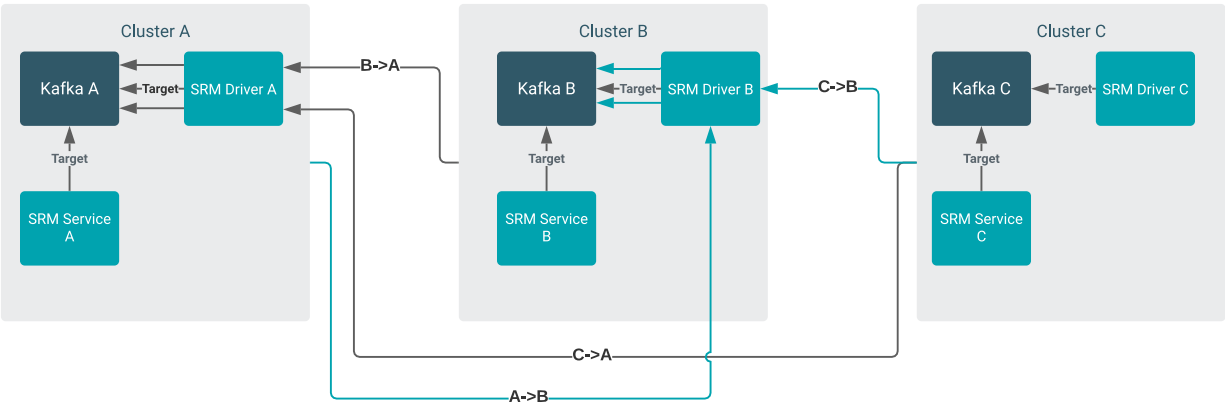 Cluster A
Kafka A
Target
SRM Driver A
Target
SRM Service
A
B->A
Cluster B
Kafka B
Target
SRM Driver B
Target
SRM Service
B
C->B
Cluster C
Kafka C
Target
SRM Driver C
Target
SRM Service
C
C->A
A->B